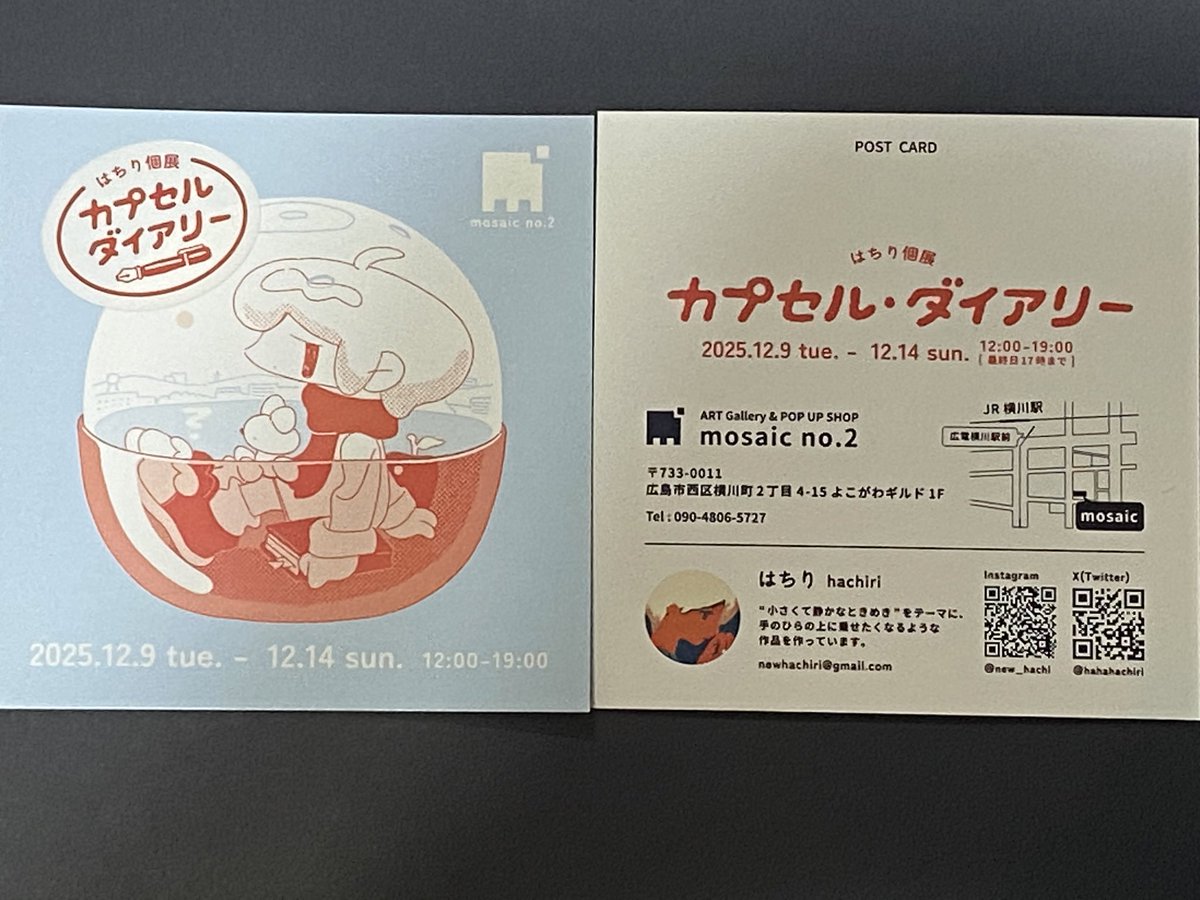 はちり個展
カプセル
ダイアリー
mosaic no.2
2025.12.9 tue. - 12.14 sun. 12:00-19:00
POST CARD
はちり個展
カプセル・ダイアリー
2025.12.9 tue. - 12.14 sun. 12:00-19:00
[最終日17時まで]
ART Gallery & POP UP SHOP
mosaic no.2
〒733-0011
広島市西区横川町2丁目4-15 よこがわギルド1F
Tel : 090-4806-5727
JR 横川駅
広電横川駅前
mosaic
はちり hachiri
"小さくて静かなときめき"をテーマに、
手のひらの上に乗せたくなるような
作品を作っています。
newhachiri@gmail.com
Instagram
@new_hachi
X(Twitter)
@hahahachiri